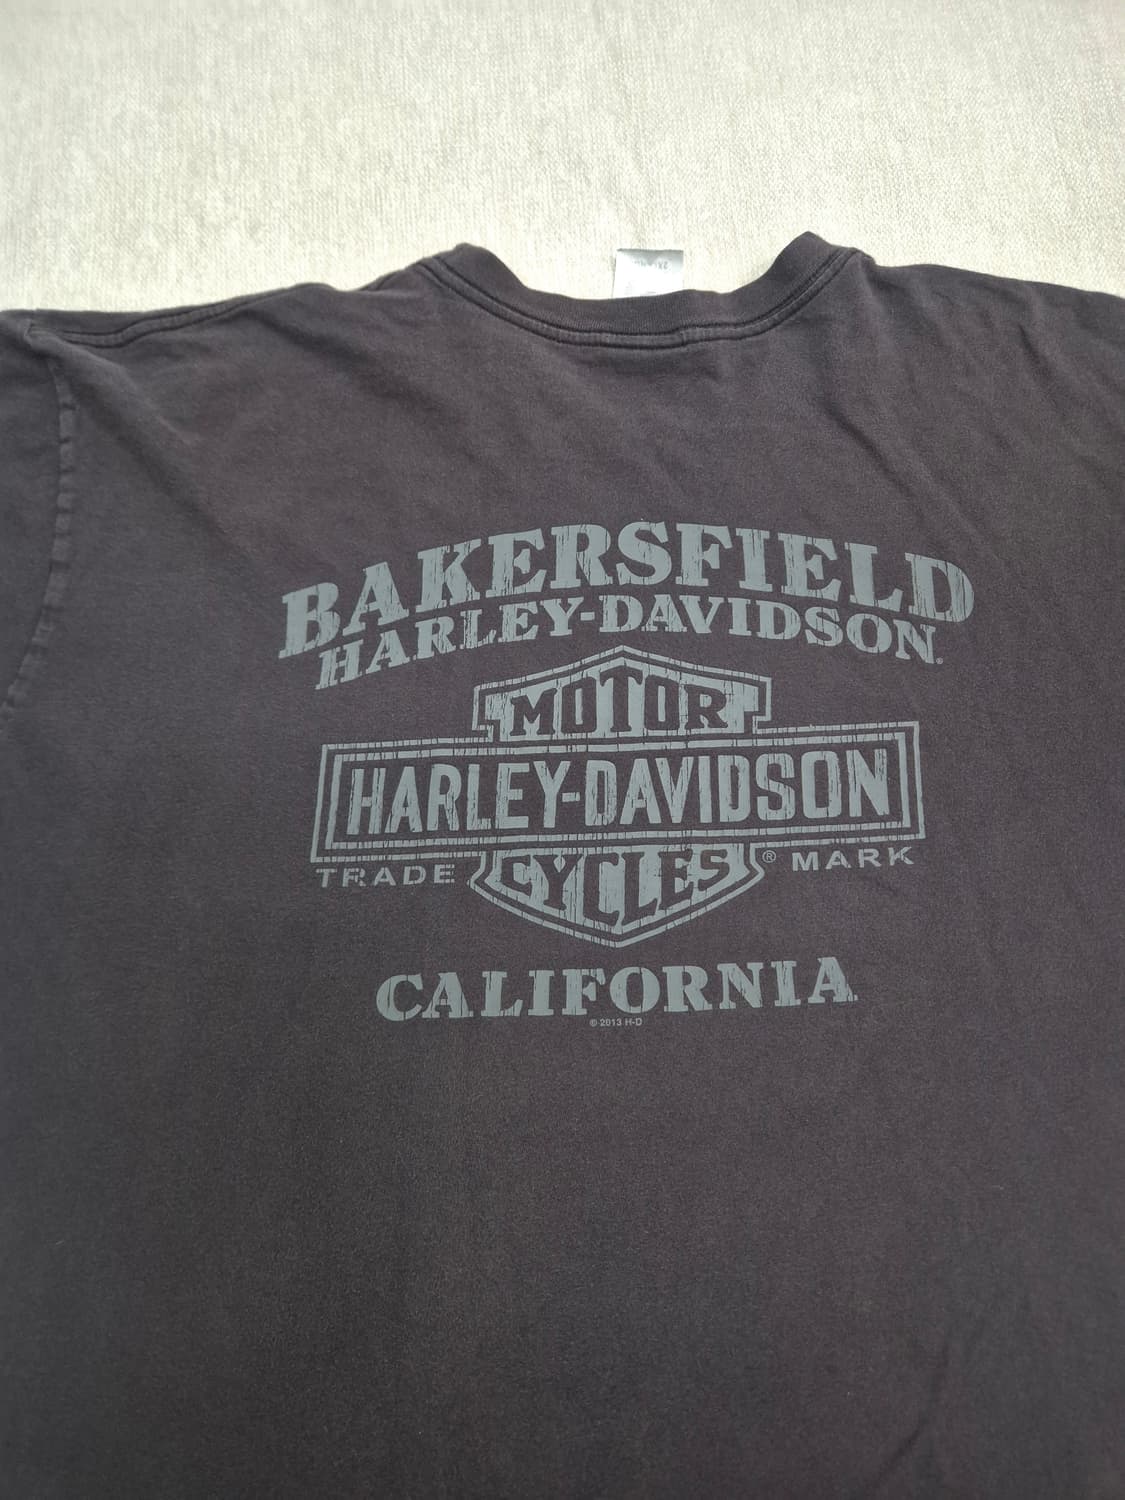 BAKERSFIELD
HARLEY-DAVIDSON
MOTOR
HARLEY-DAVIDSON
CYCLES
TRADE ® MARK
CALIFORNIA
© 2013 H-D